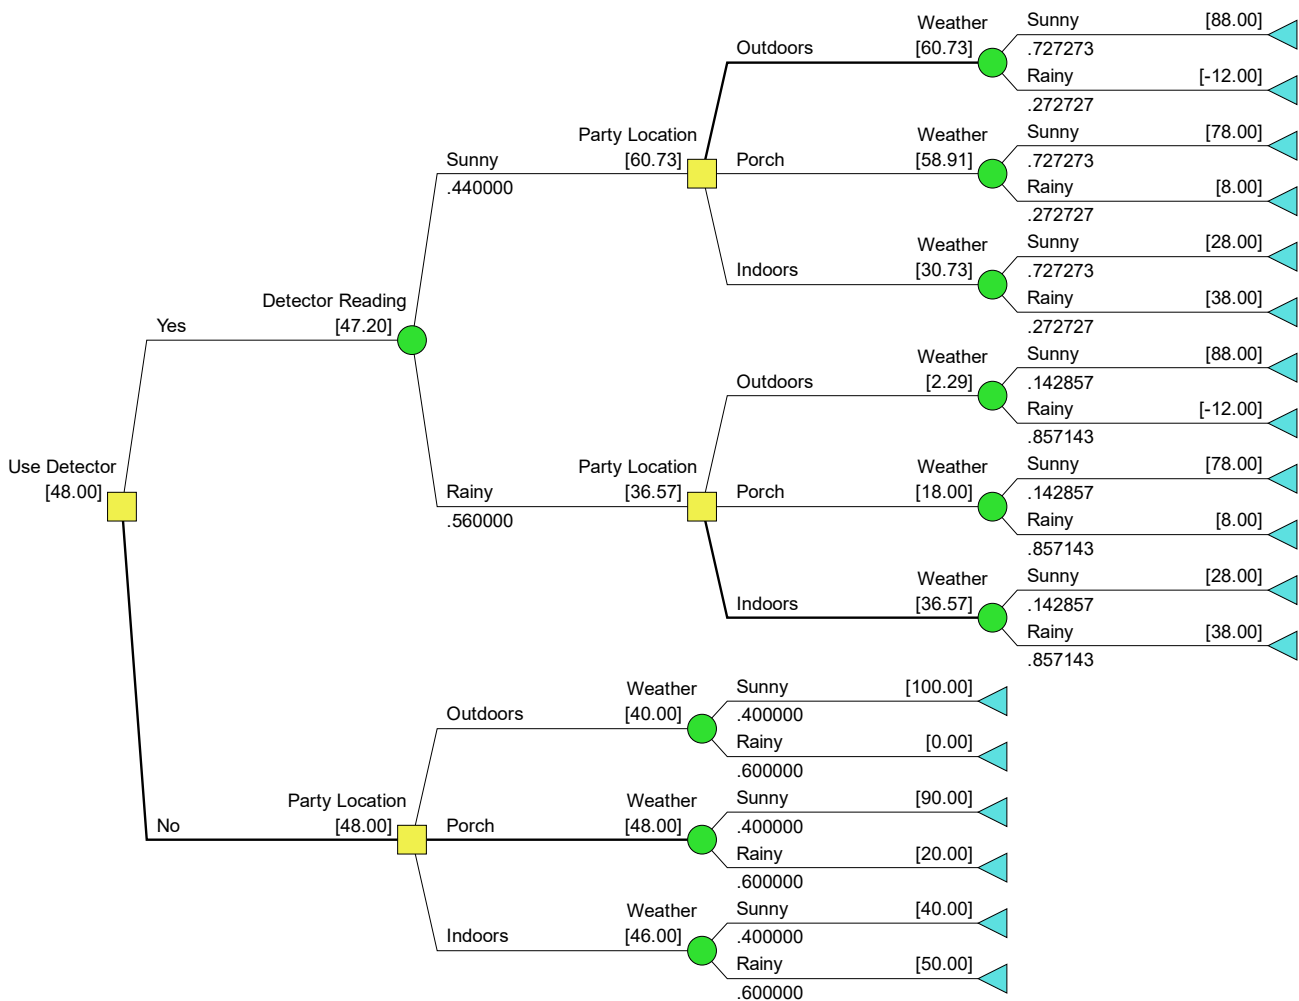 Weather
Sunny [88.00]
Outdoors [60.73]
.727273
Rainy [-12.00]
.272727
Party Location
Weather
Sunny [78.00]
Sunny [60.73]
Porch [58.91]
.727273
.440000
Rainy [8.00]
.272727
Weather
Sunny [28.00]
Indoors [30.73]
.727273
Detector Reading
Rainy [38.00]
Yes [47.20]
.272727
Weather
Sunny [88.00]
Outdoors [2.29]
.142857
Rainy [-12.00]
.857143
Use Detector
Party Location
Weather
Sunny [78.00]
[48.00]
Rainy [36.57]
Porch [18.00]
.142857
.560000
Rainy [8.00]
.857143
Weather
Sunny [28.00]
Indoors [36.57]
.142857
Rainy [38.00]
.857143
Weather
Sunny [100.00]
Outdoors [40.00]
.400000
Rainy [0.00]
.600000
Party Location
Weather
Sunny [90.00]
No [48.00]
Porch [48.00]
.400000
Rainy [20.00]
.600000
Weather
Sunny [40.00]
Indoors [46.00]
.400000
Rainy [50.00]
.600000